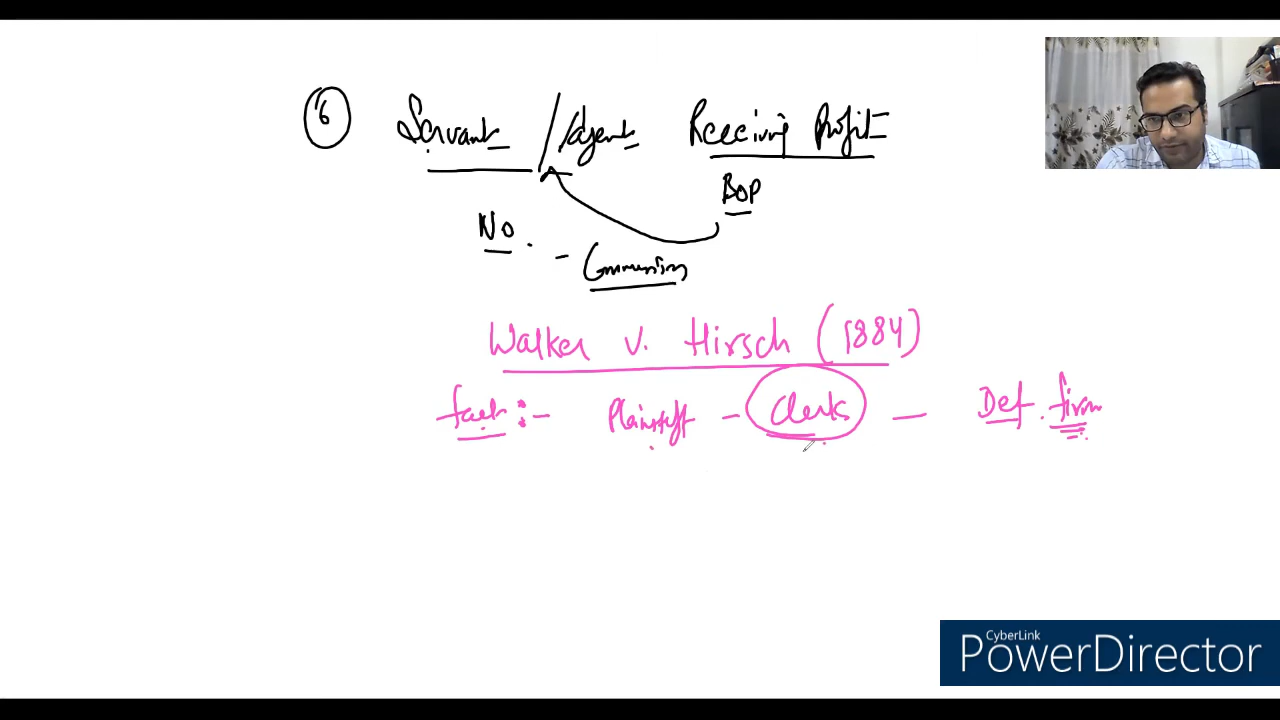 6 Servant / Agent Receiving Profit
BOP
No.
- Commission
Walker v. Hirsch (1884)
fact :- Plaintiff - Clerk — Def. firm
CyberLink
PowerDirector